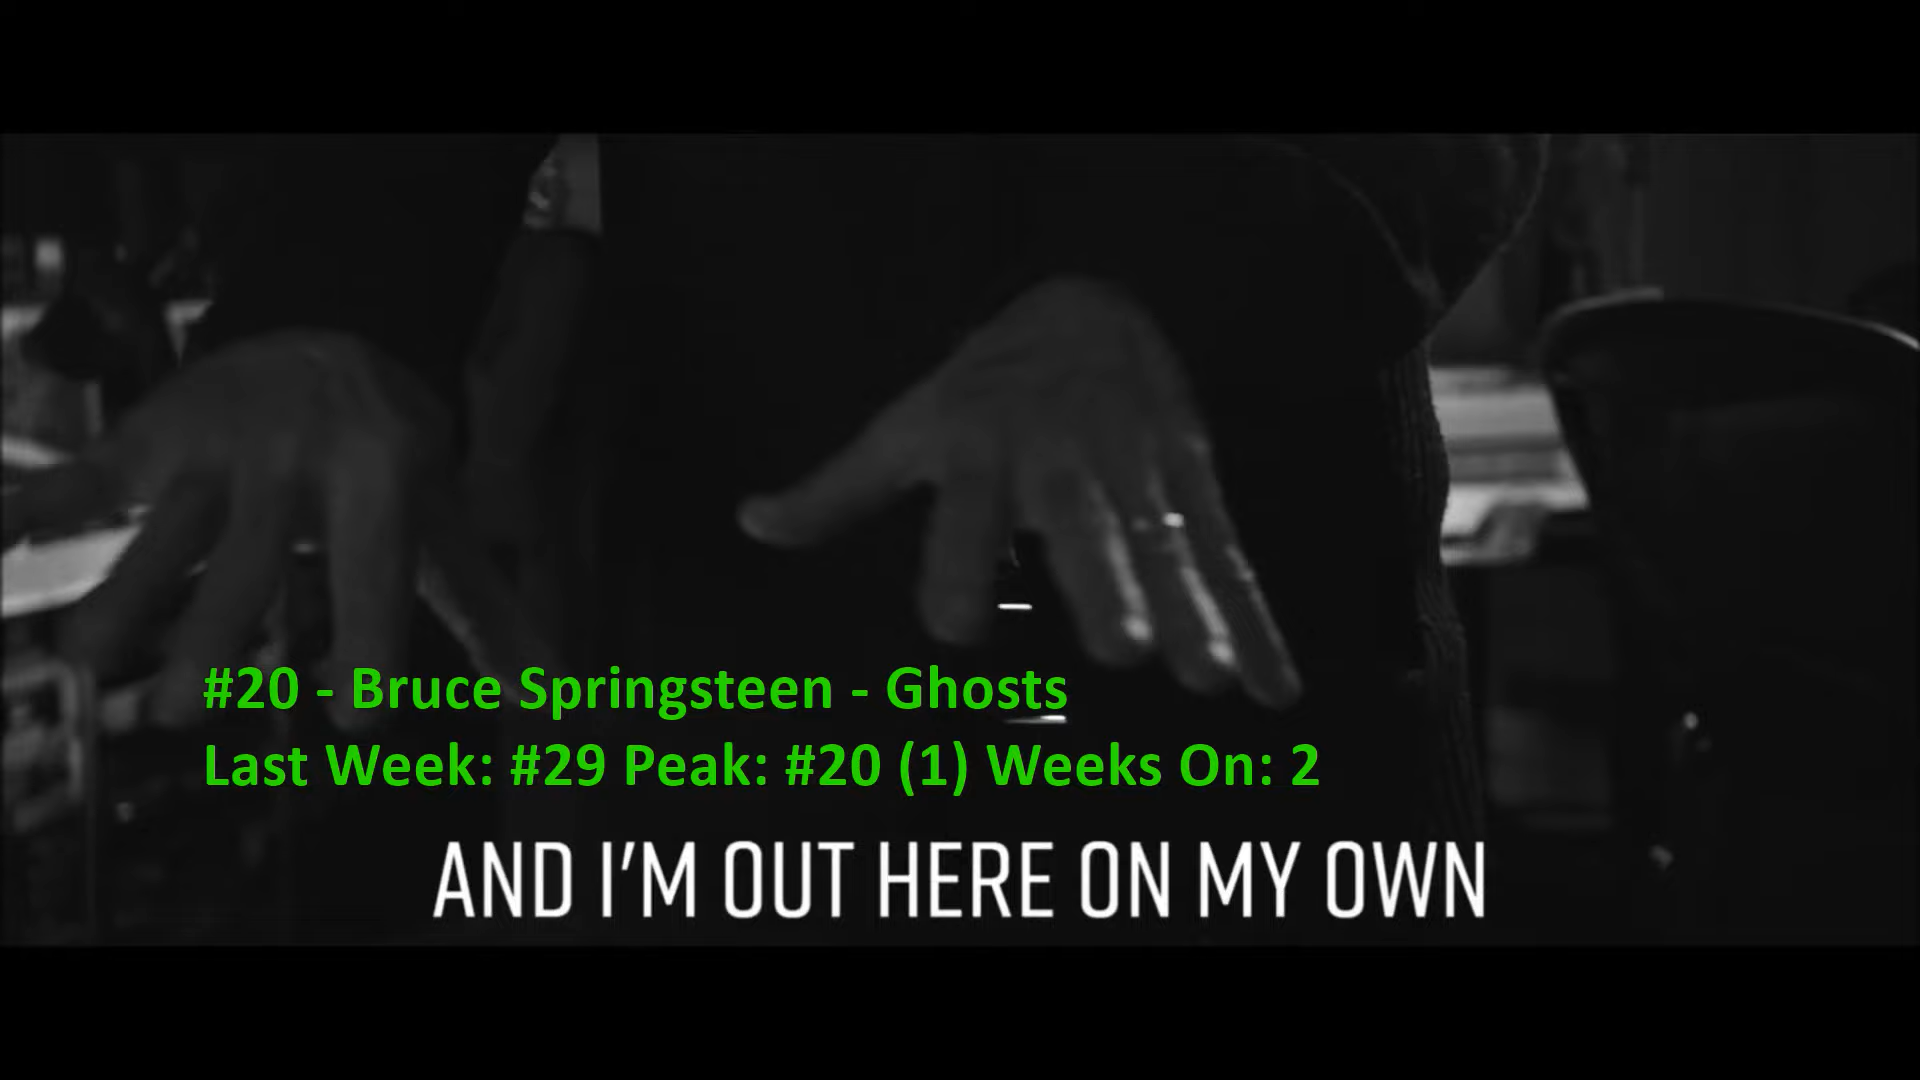 #20 - Bruce Springsteen - Ghosts
Last Week: #29 Peak: #20 (1) Weeks On: 2
AND I'M OUT HERE ON MY OWN